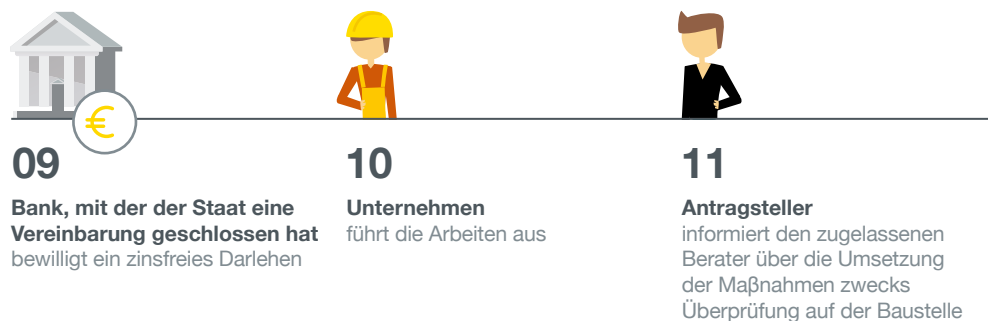 €
09
Bank, mit der der Staat eine
Vereinbarung geschlossen hat
bewilligt ein zinsfreies Darlehen
10
Unternehmen
führt die Arbeiten aus
11
Antragsteller
informiert den zugelassenen
Berater über die Umsetzung
der Maβnahmen zwecks
Überprüfung auf der Baustelle